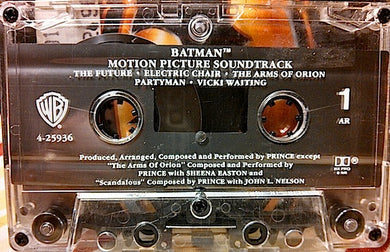 BATMAN™
MOTION PICTURE SOUNDTRACK
THE FUTURE · ELECTRIC CHAIR · THE ARMS OF ORION
PARTYMAN · VICKI WAITING
WB
4-25936
1
/AR
Produced, Arranged, Composed and Performed by PRINCE except
"The Arms Of Orion" Composed and Performed by
PRINCE with SHEENA EASTON and
"Scandalous" Composed by PRINCE with JOHN L. NELSON
HX PRO